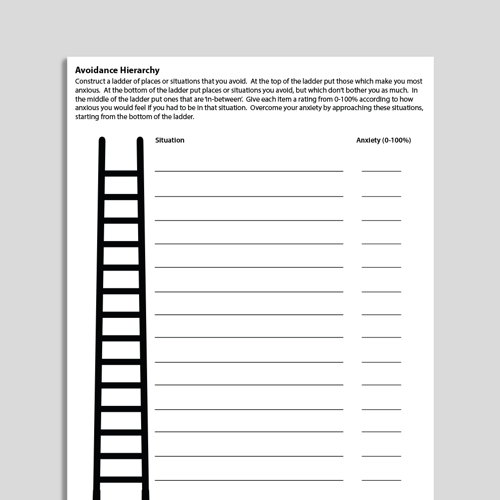 Avoidance Hierarchy
Construct a ladder of places or situations that you avoid. At the top of the ladder put those which make you most
anxious. At the bottom of the ladder put places or situations you avoid, but which don't bother you as much. In
the middle of the ladder put ones that are 'in-between'. Give each item a rating from 0-100% according to how
anxious you would feel if you had to be in that situation. Overcome your anxiety by approaching these situations,
starting from the bottom of the ladder.
Situation Anxiety (0-100%)